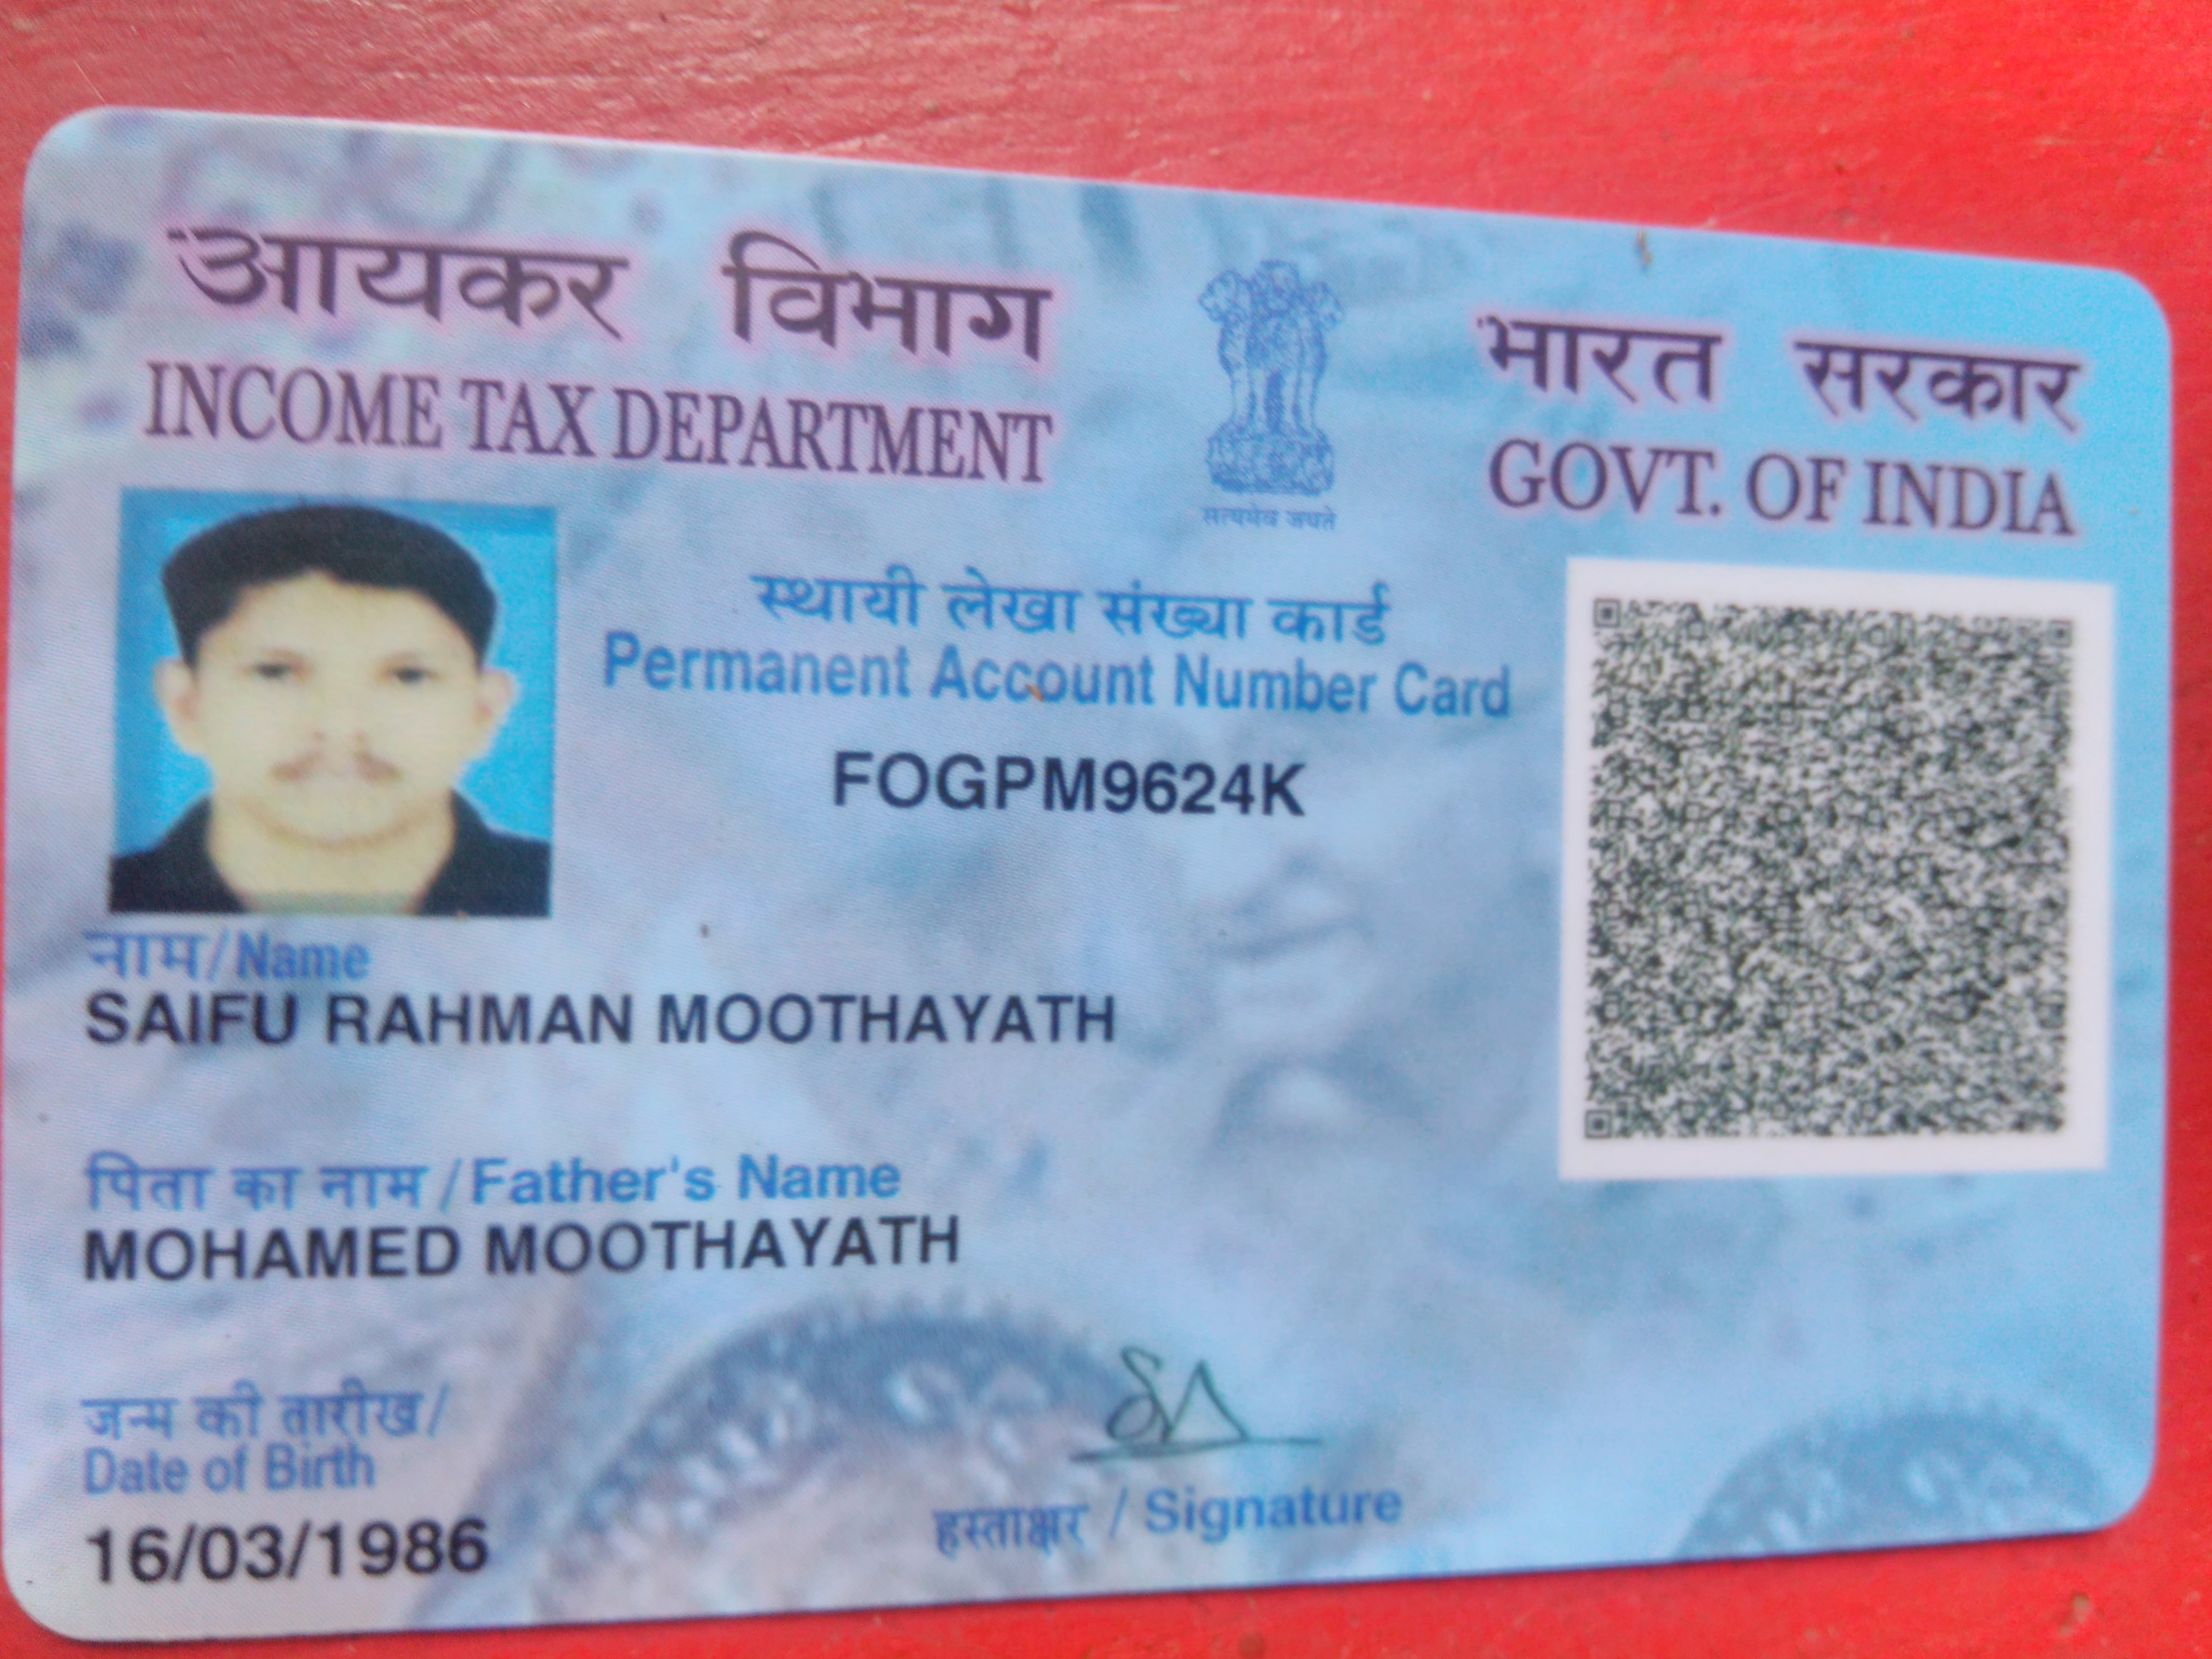 आयकर विभाग
INCOME TAX DEPARTMENT
सत्यमेव जयते
भारत सरकार
GOVT. OF INDIA
स्थायी लेखा संख्या कार्ड
Permanent Account Number Card
FOGPM9624K
नाम/Name
SAIFU RAHMAN MOOTHAYATH
पिता का नाम/Father's Name
MOHAMED MOOTHAYATH
जन्म की तारीख/
Date of Birth
16/03/1986
हस्ताक्षर / Signature